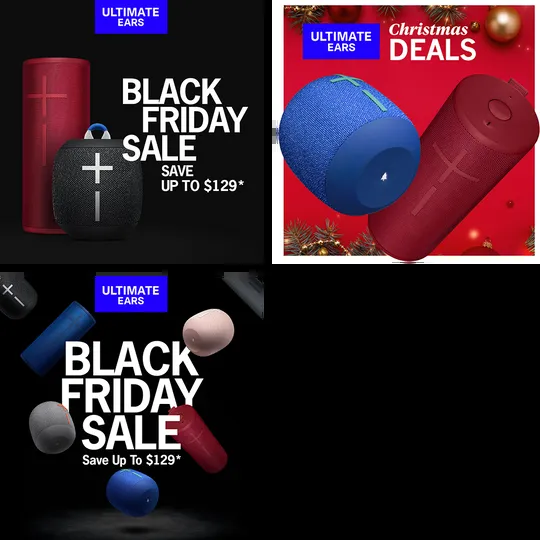 ULTIMATE
EARS
BLACK
FRIDAY
SALE
SAVE
UP TO $129*
ULTIMATE
EARS
Christmas
DEALS
ULTIMATE
EARS
BLACK
FRIDAY
SALE
Save Up To $129*